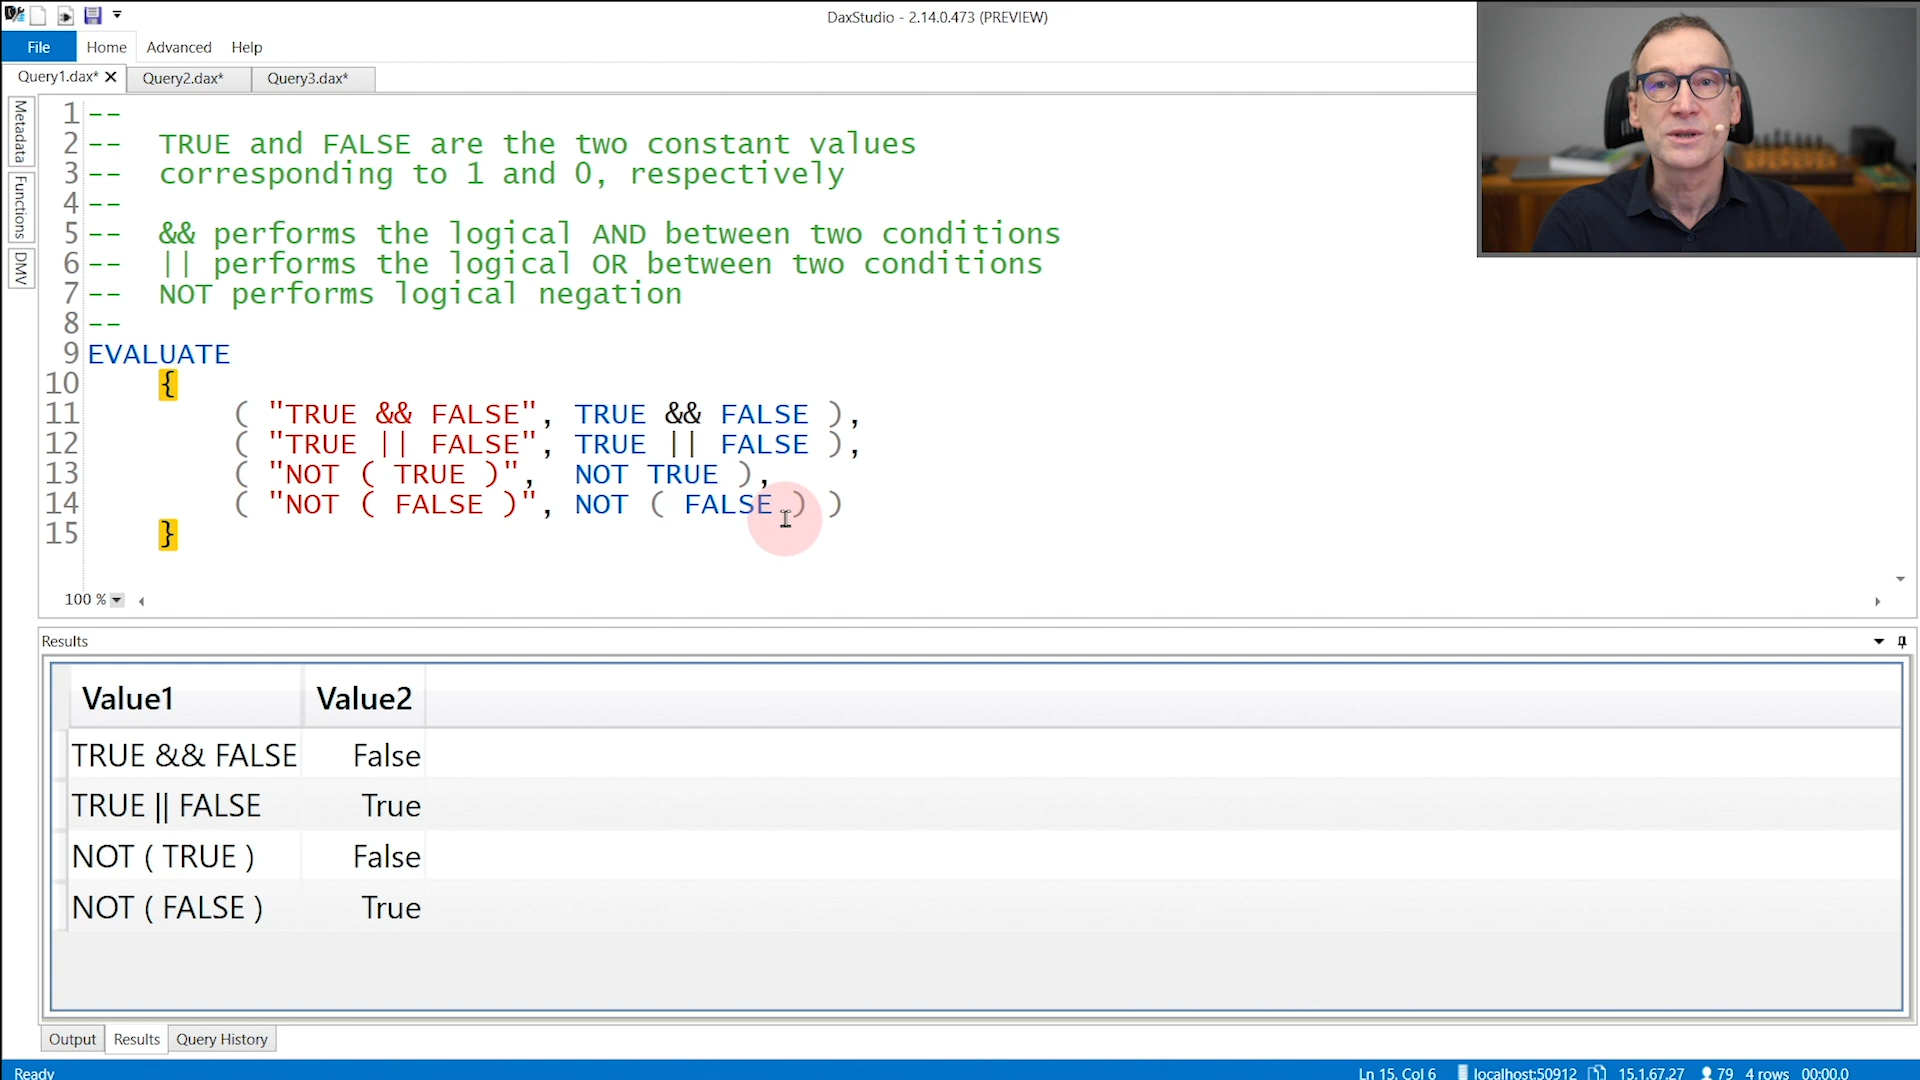 DaxStudio - 2.14.0.473 (PREVIEW)
File Home Advanced Help
Query1.dax* Query2.dax* Query3.dax*
Metadata
Functions
DMV
1 --
2 -- TRUE and FALSE are the two constant values
3 -- corresponding to 1 and 0, respectively
4 --
5 -- && performs the logical AND between two conditions
6 -- || performs the logical OR between two conditions
7 -- NOT performs logical negation
8 --
9 EVALUATE
10 {
11 ( "TRUE && FALSE", TRUE && FALSE ),
12 ( "TRUE || FALSE", TRUE || FALSE ),
13 ( "NOT ( TRUE )", NOT TRUE ),
14 ( "NOT ( FALSE )", NOT ( FALSE ) )
15 }
100 %
Results
Value1 Value2
TRUE && FALSE False
TRUE || FALSE True
NOT ( TRUE ) False
NOT ( FALSE ) True
Output Results Query History
Ready Ln 15, Col 6 localhost:50912 15.1.67.27 79 4 rows 00:00.0